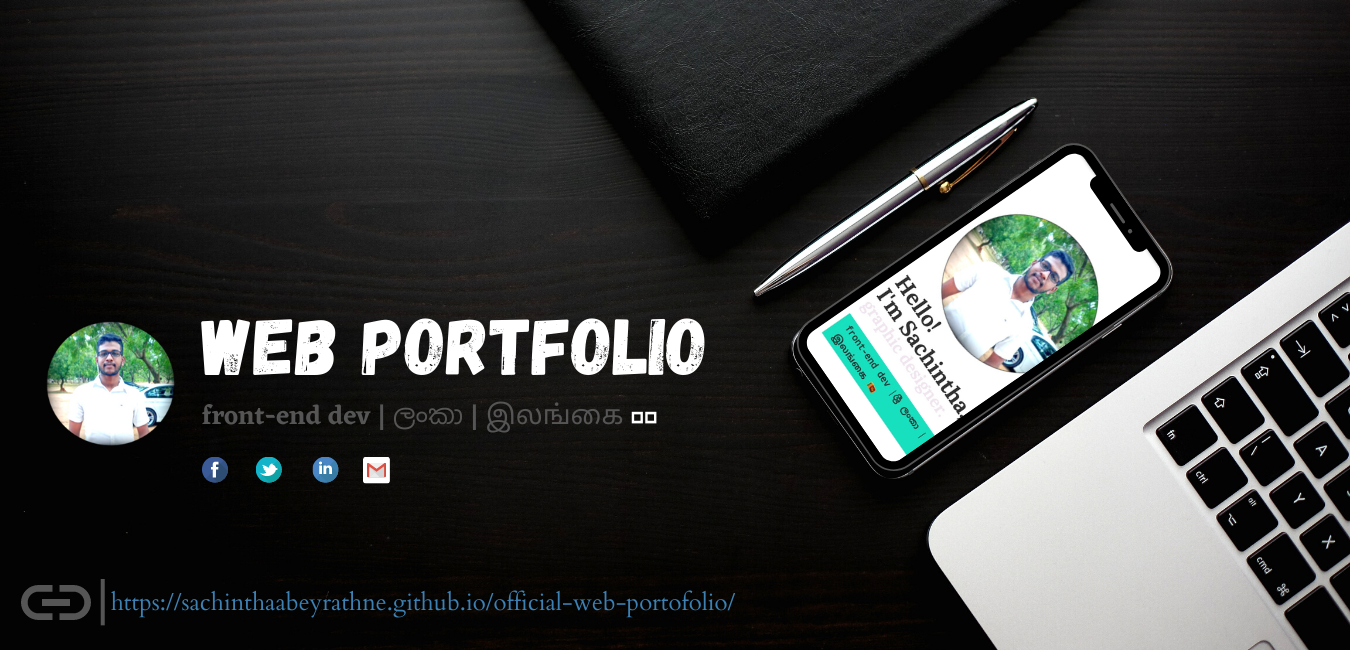 WEB PORTFOLIO
front-end dev | ලංකා | இலங்கை
https://sachinthaabeyrathne.github.io/official-web-portofolio/
Hello!
I'm Sachintha.
graphic designer.
front-end dev | ශ්‍රී ලංකා |
இலங்கை 🇱🇰
fn
ctrl
alt
cmd
A
Y
X